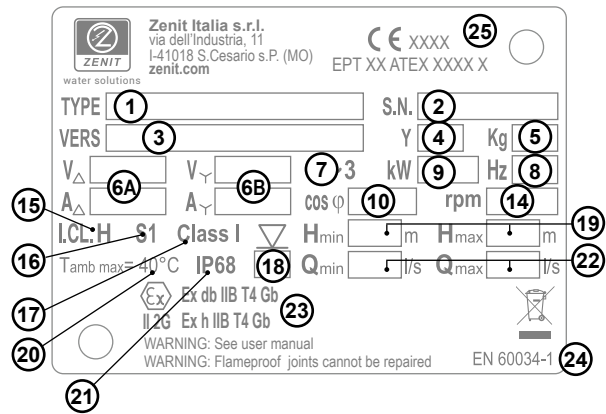 ZENIT
water solutions
Zenit Italia s.r.l.
via dell'Industria, 11
I-41018 S.Cesario s.P. (MO)
zenit.com
CE XXXX 25
EPT XX ATEX XXXX X
TYPE 1 S.N. 2
VERS 3 Y 4 Kg 5
V△ 6A V 6B 7 ~3 kW 9 Hz 8
A△ A cos φ 10 rpm 14
15 I.CL.H S1 Class I Hmin m Hmax m 19
16 Tamb max= 40°C IP68 18 Qmin l/s Qmax l/s 22
17 Ex Ex db IIB T4 Gb 23
II 2G Ex h IIB T4 Gb
20 WARNING: See user manual
21 WARNING: Flameproof joints cannot be repaired EN 60034-1 24